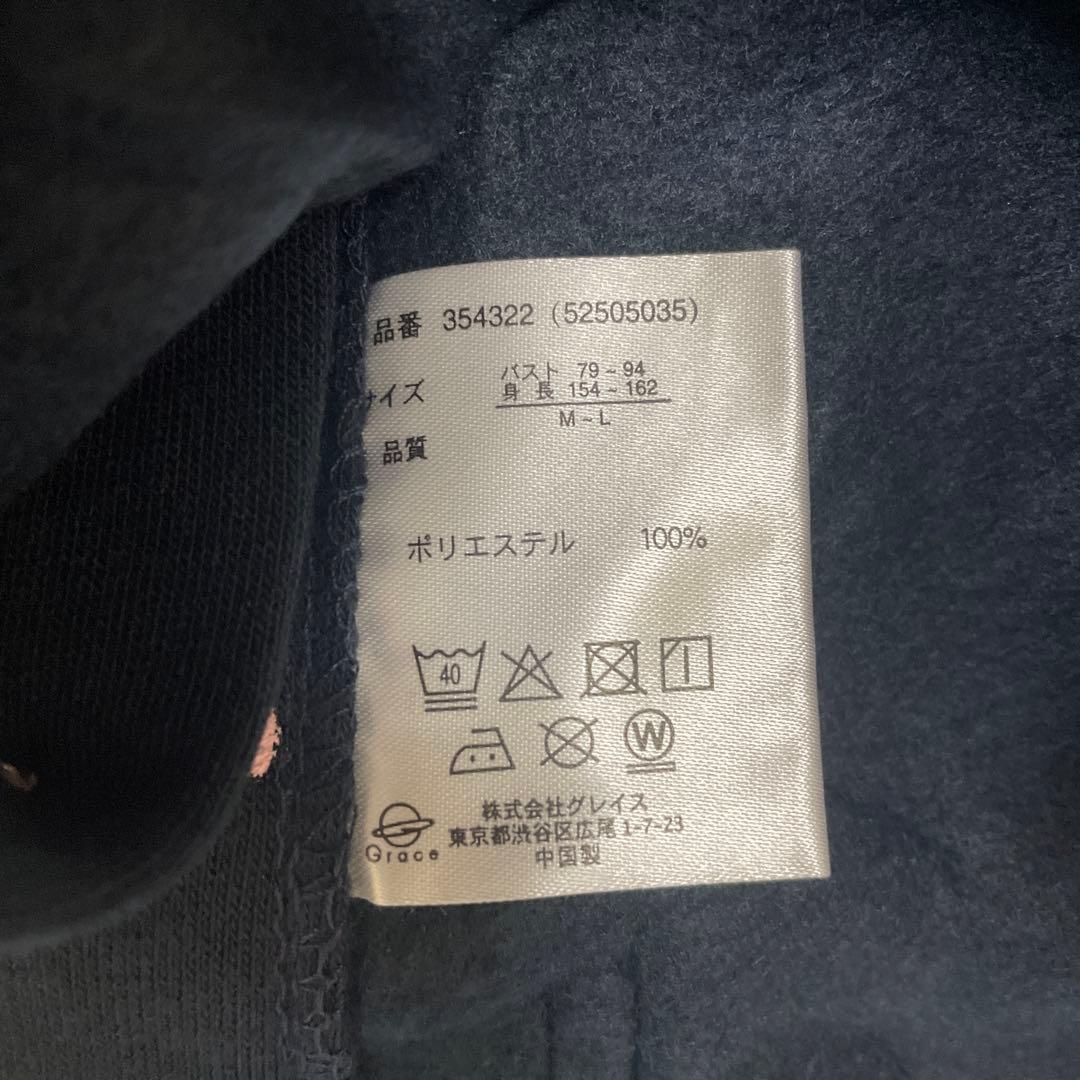 品番 354322 (52505035)
サイズ バスト 79~94
身長 154~162
M~L
品質
ポリエステル 100%
40
W
株式会社グレイス
東京都渋谷区広尾1-7-23
Grace
中国製